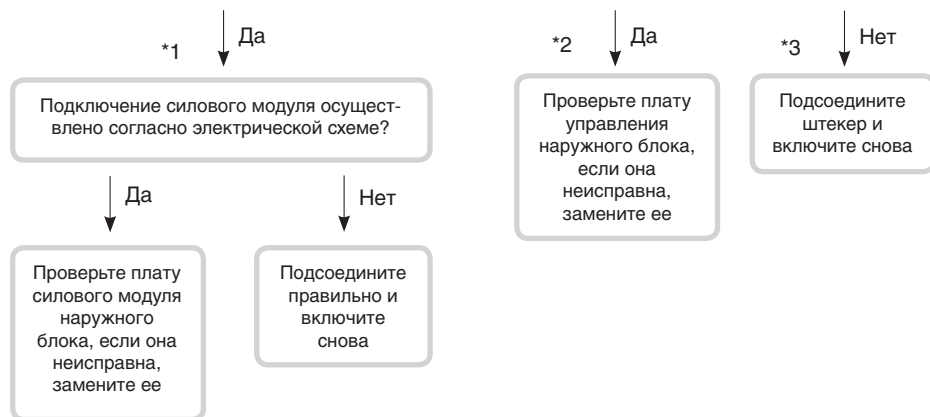 *1
Да
Подключение силового модуля осущест-
влено согласно электрической схеме?
Да
Нет
Проверьте плату
силового модуля
наружного
блока, если она
неисправна,
замените ее
Подсоедините
правильно и
включите
снова
*2
Да
Проверьте плату
управления
наружного блока,
если она
неисправна,
замените ее
*3
Нет
Подсоедините
штекер и
включите снова